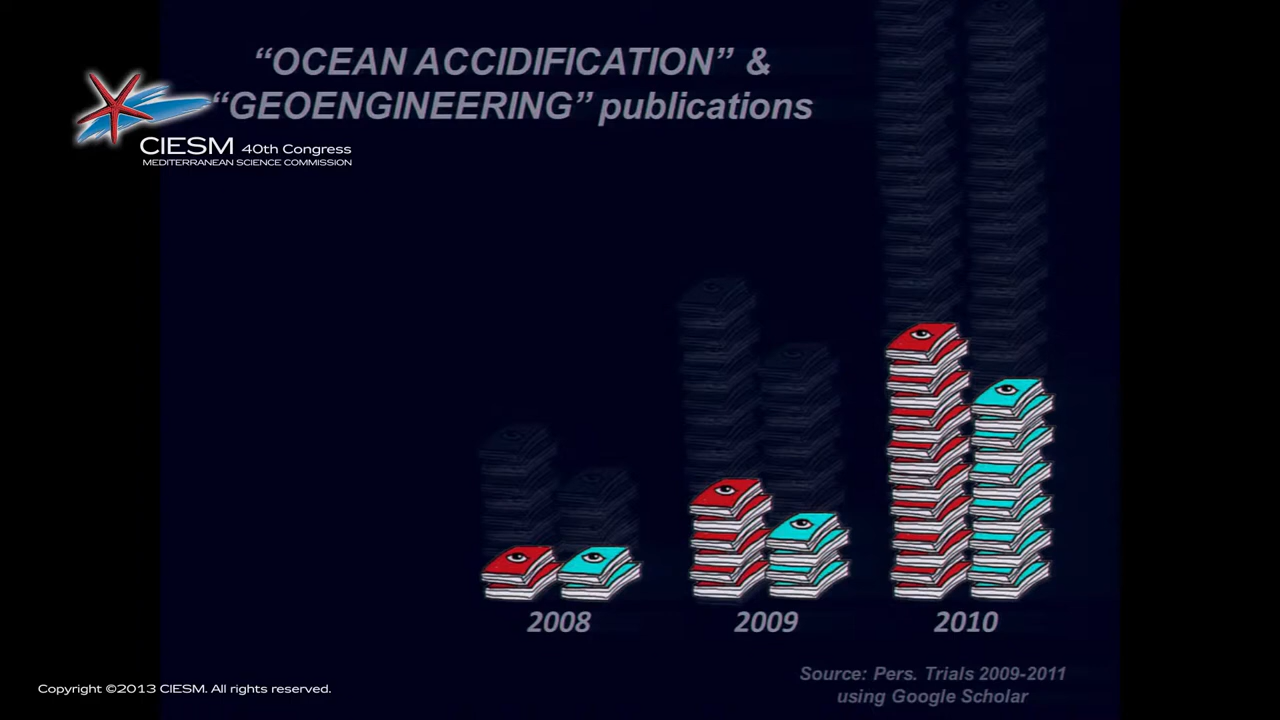 “OCEAN ACCIDIFICATION” &
“GEOENGINEERING” publications
CIESM 40th Congress
MEDITERRANEAN SCIENCE COMMISSION
2008
2009
2010
Source: Pers. Trials 2009-2011
using Google Scholar
Copyright ©2013 CIESM. All rights reserved.